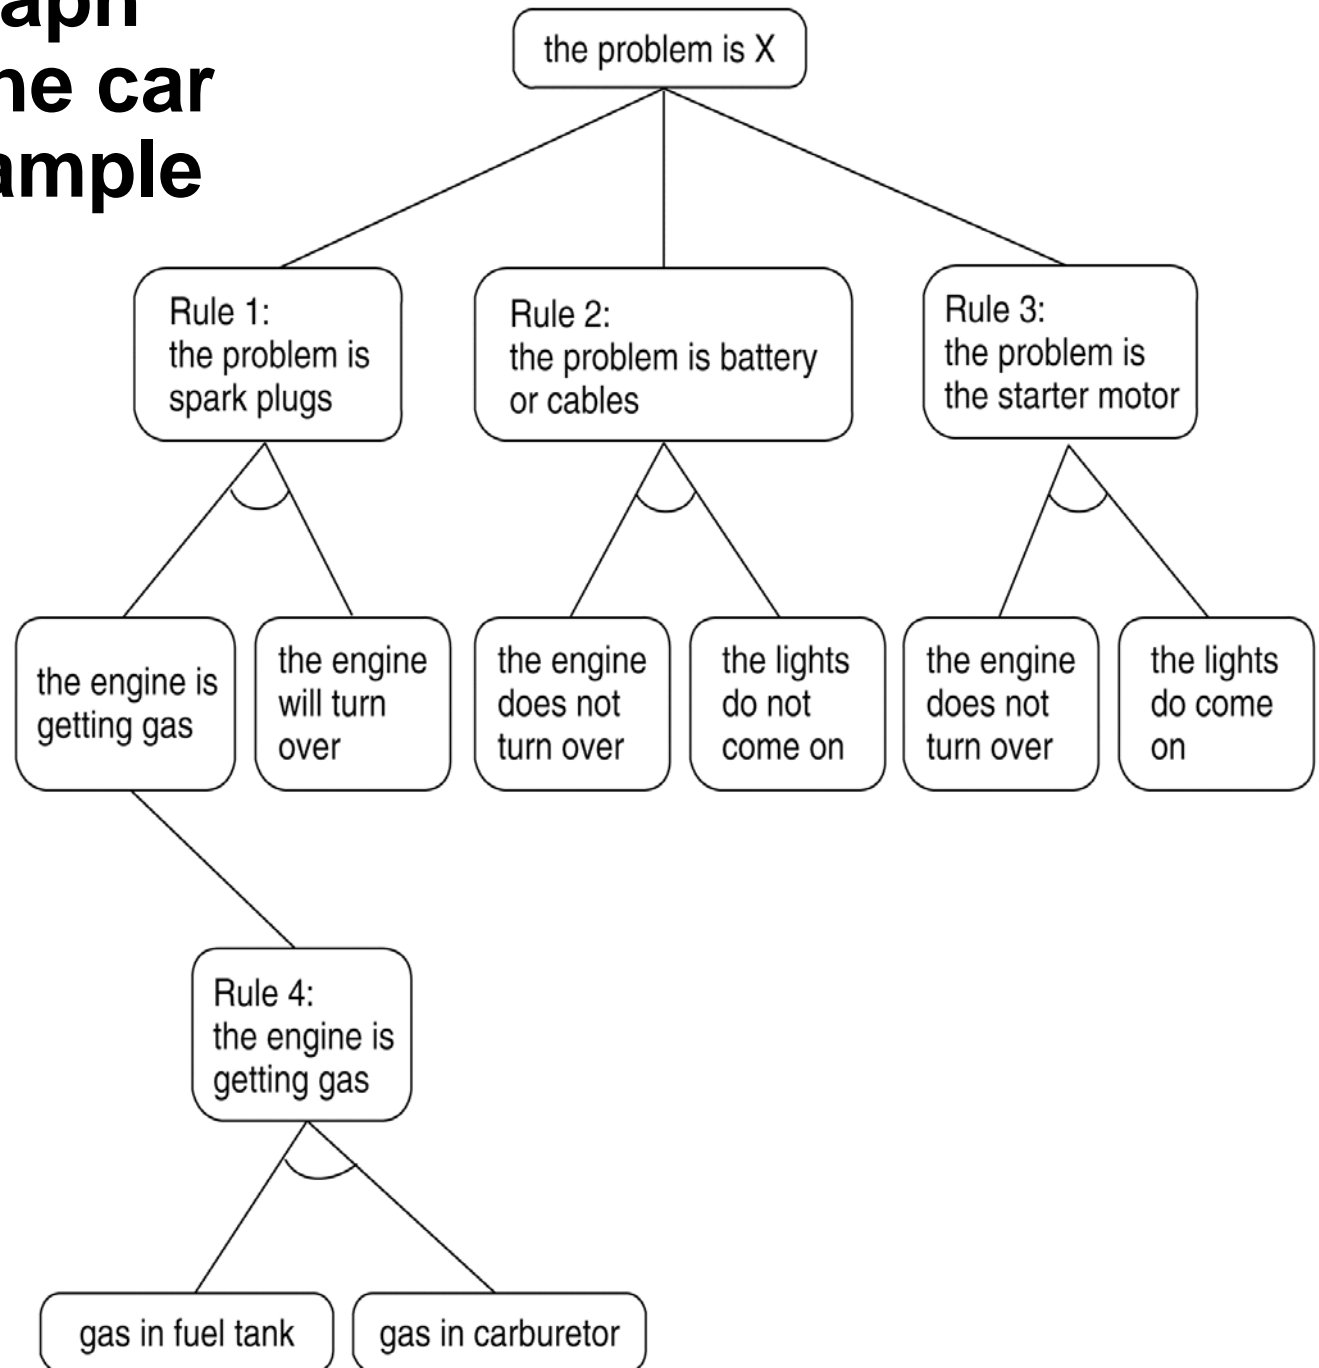 aph
ne car
ample
the problem is X
Rule 1:
the problem is
spark plugs
Rule 2:
the problem is battery
or cables
Rule 3:
the problem is
the starter motor
the engine is
getting gas
the engine
will turn
over
the engine
does not
turn over
the lights
do not
come on
the engine
does not
turn over
the lights
do come
on
Rule 4:
the engine is
getting gas
gas in fuel tank
gas in carburetor